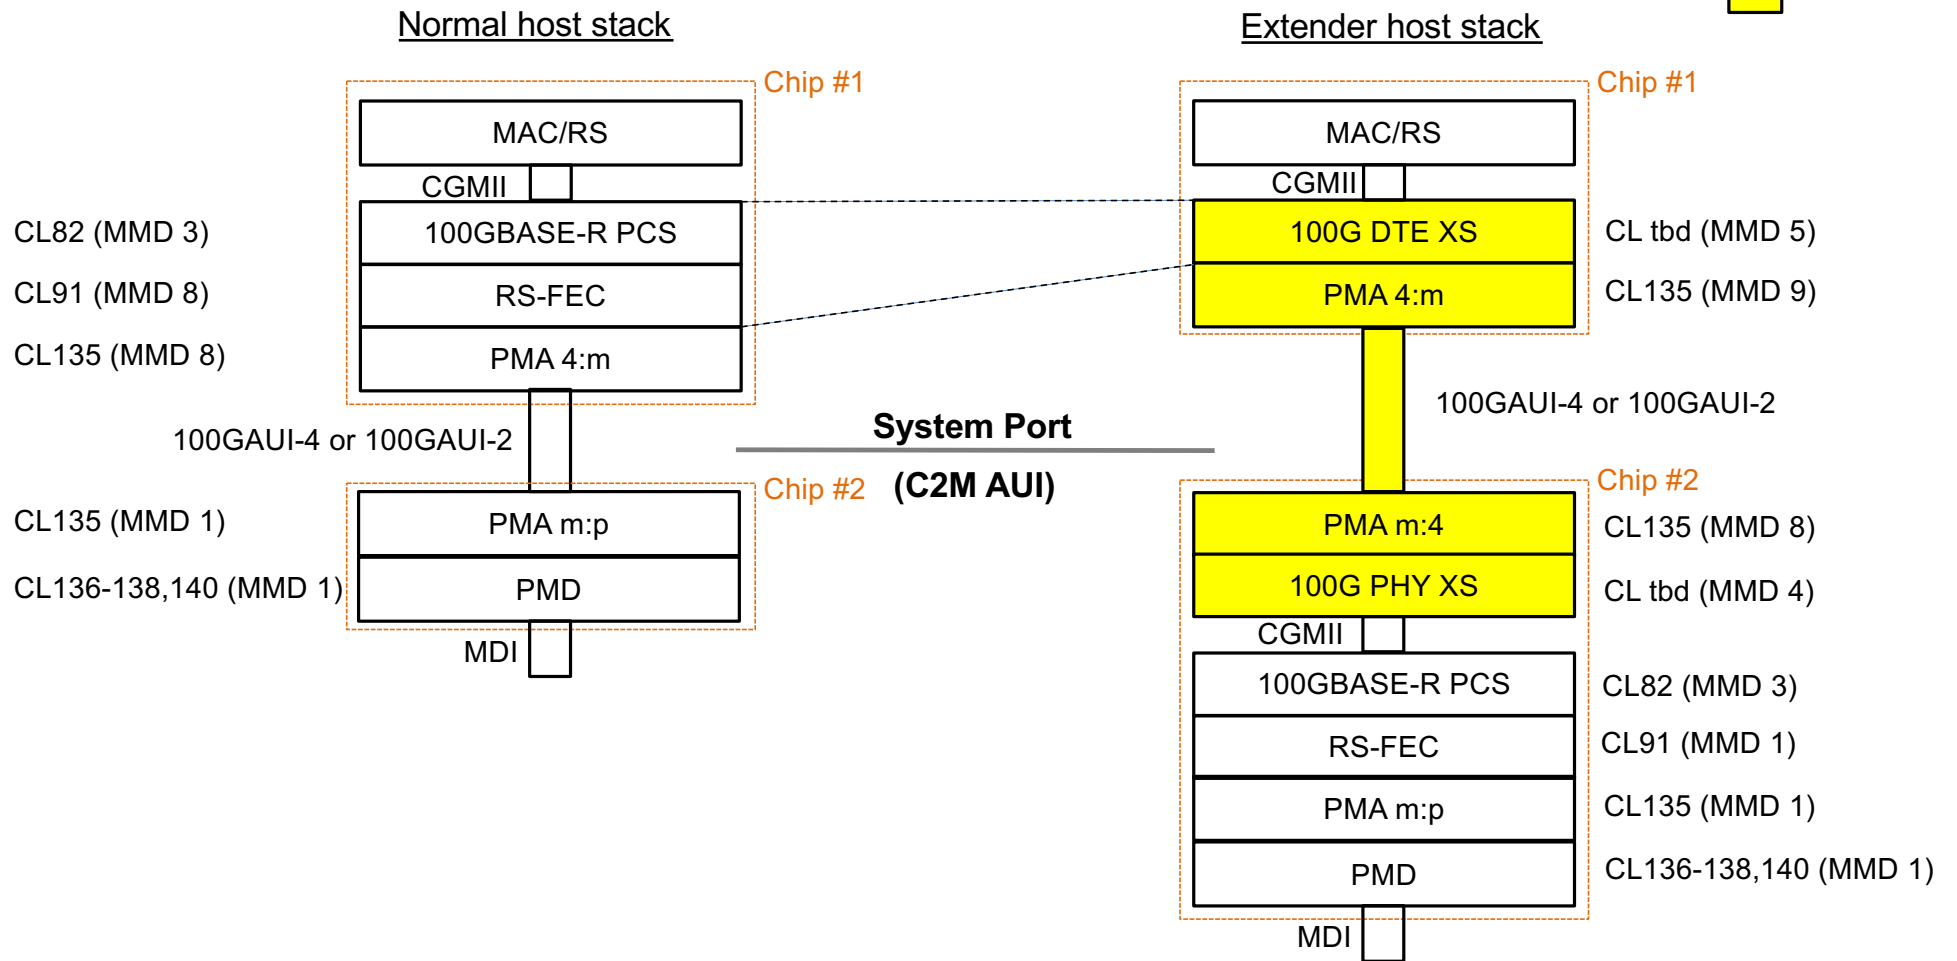 Normal host stack
Extender host stack
Chip #1
Chip #1
MAC/RS
MAC/RS
CGMII
CGMII
CL82 (MMD 3)
100GBASE-R PCS
100G DTE XS
CL tbd (MMD 5)
CL91 (MMD 8)
RS-FEC
PMA 4:m
CL135 (MMD 9)
CL135 (MMD 8)
PMA 4:m
100GAUI-4 or 100GAUI-2
100GAUI-4 or 100GAUI-2
System Port
(C2M AUI)
Chip #2
Chip #2
CL135 (MMD 1)
PMA m:p
PMA m:4
CL135 (MMD 8)
CL136-138,140 (MMD 1)
PMD
100G PHY XS
CL tbd (MMD 4)
MDI
CGMII
100GBASE-R PCS
CL82 (MMD 3)
RS-FEC
CL91 (MMD 1)
PMA m:p
CL135 (MMD 1)
PMD
CL136-138,140 (MMD 1)
MDI